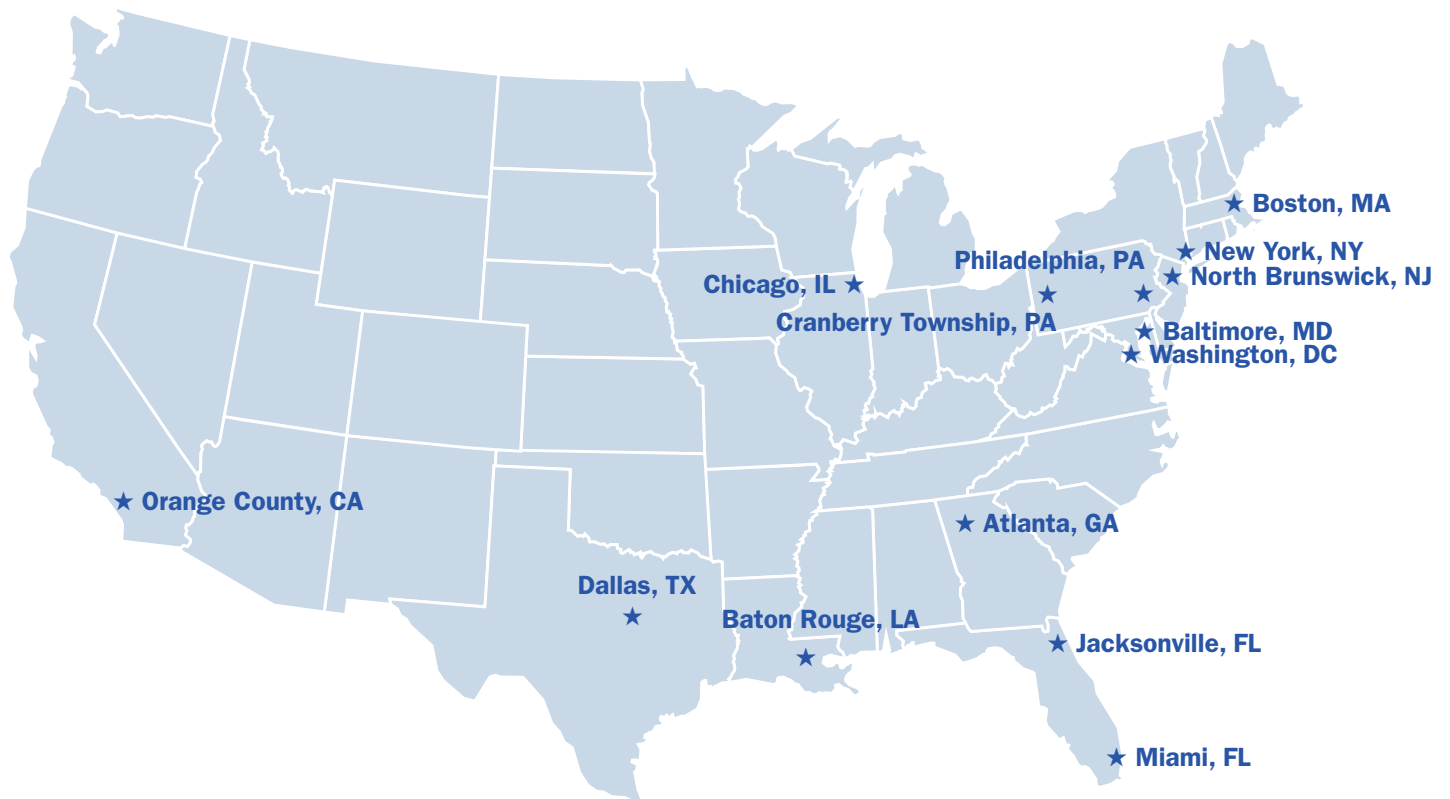 Boston, MA
New York, NY
Philadelphia, PA
North Brunswick, NJ
Chicago, IL
Cranberry Township, PA
Baltimore, MD
Washington, DC
Orange County, CA
Atlanta, GA
Dallas, TX
Baton Rouge, LA
Jacksonville, FL
Miami, FL